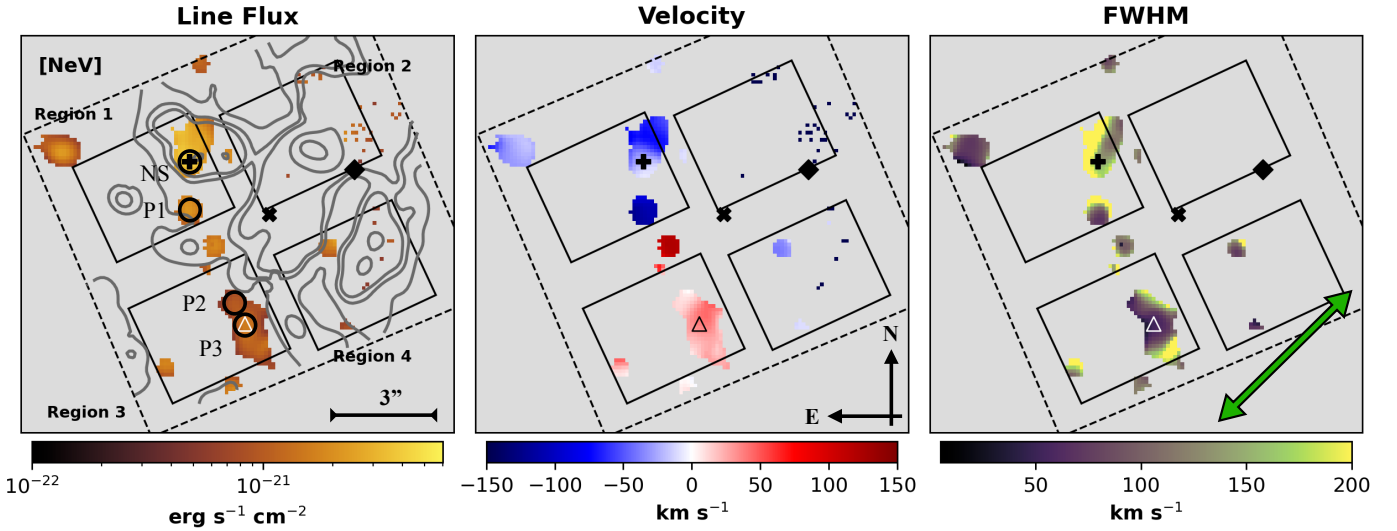 Line Flux
Velocity
FWHM
[NeV]
Region 2
Region 1
NS
P1
P2
P3
Region 4
Region 3
3”
N
E
10⁻²²
10⁻²¹
erg s⁻¹ cm⁻²
−150 −100 −50 0 50 100 150
km s⁻¹
50 100 150 200
km s⁻¹